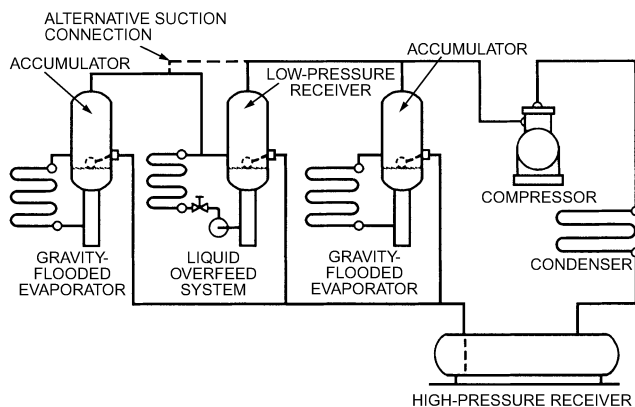 ALTERNATIVE SUCTION
CONNECTION
ACCUMULATOR
LOW-PRESSURE
RECEIVER
ACCUMULATOR
COMPRESSOR
CONDENSER
GRAVITY-
FLOODED
EVAPORATOR
LIQUID
OVERFEED
SYSTEM
GRAVITY-
FLOODED
EVAPORATOR
HIGH-PRESSURE RECEIVER